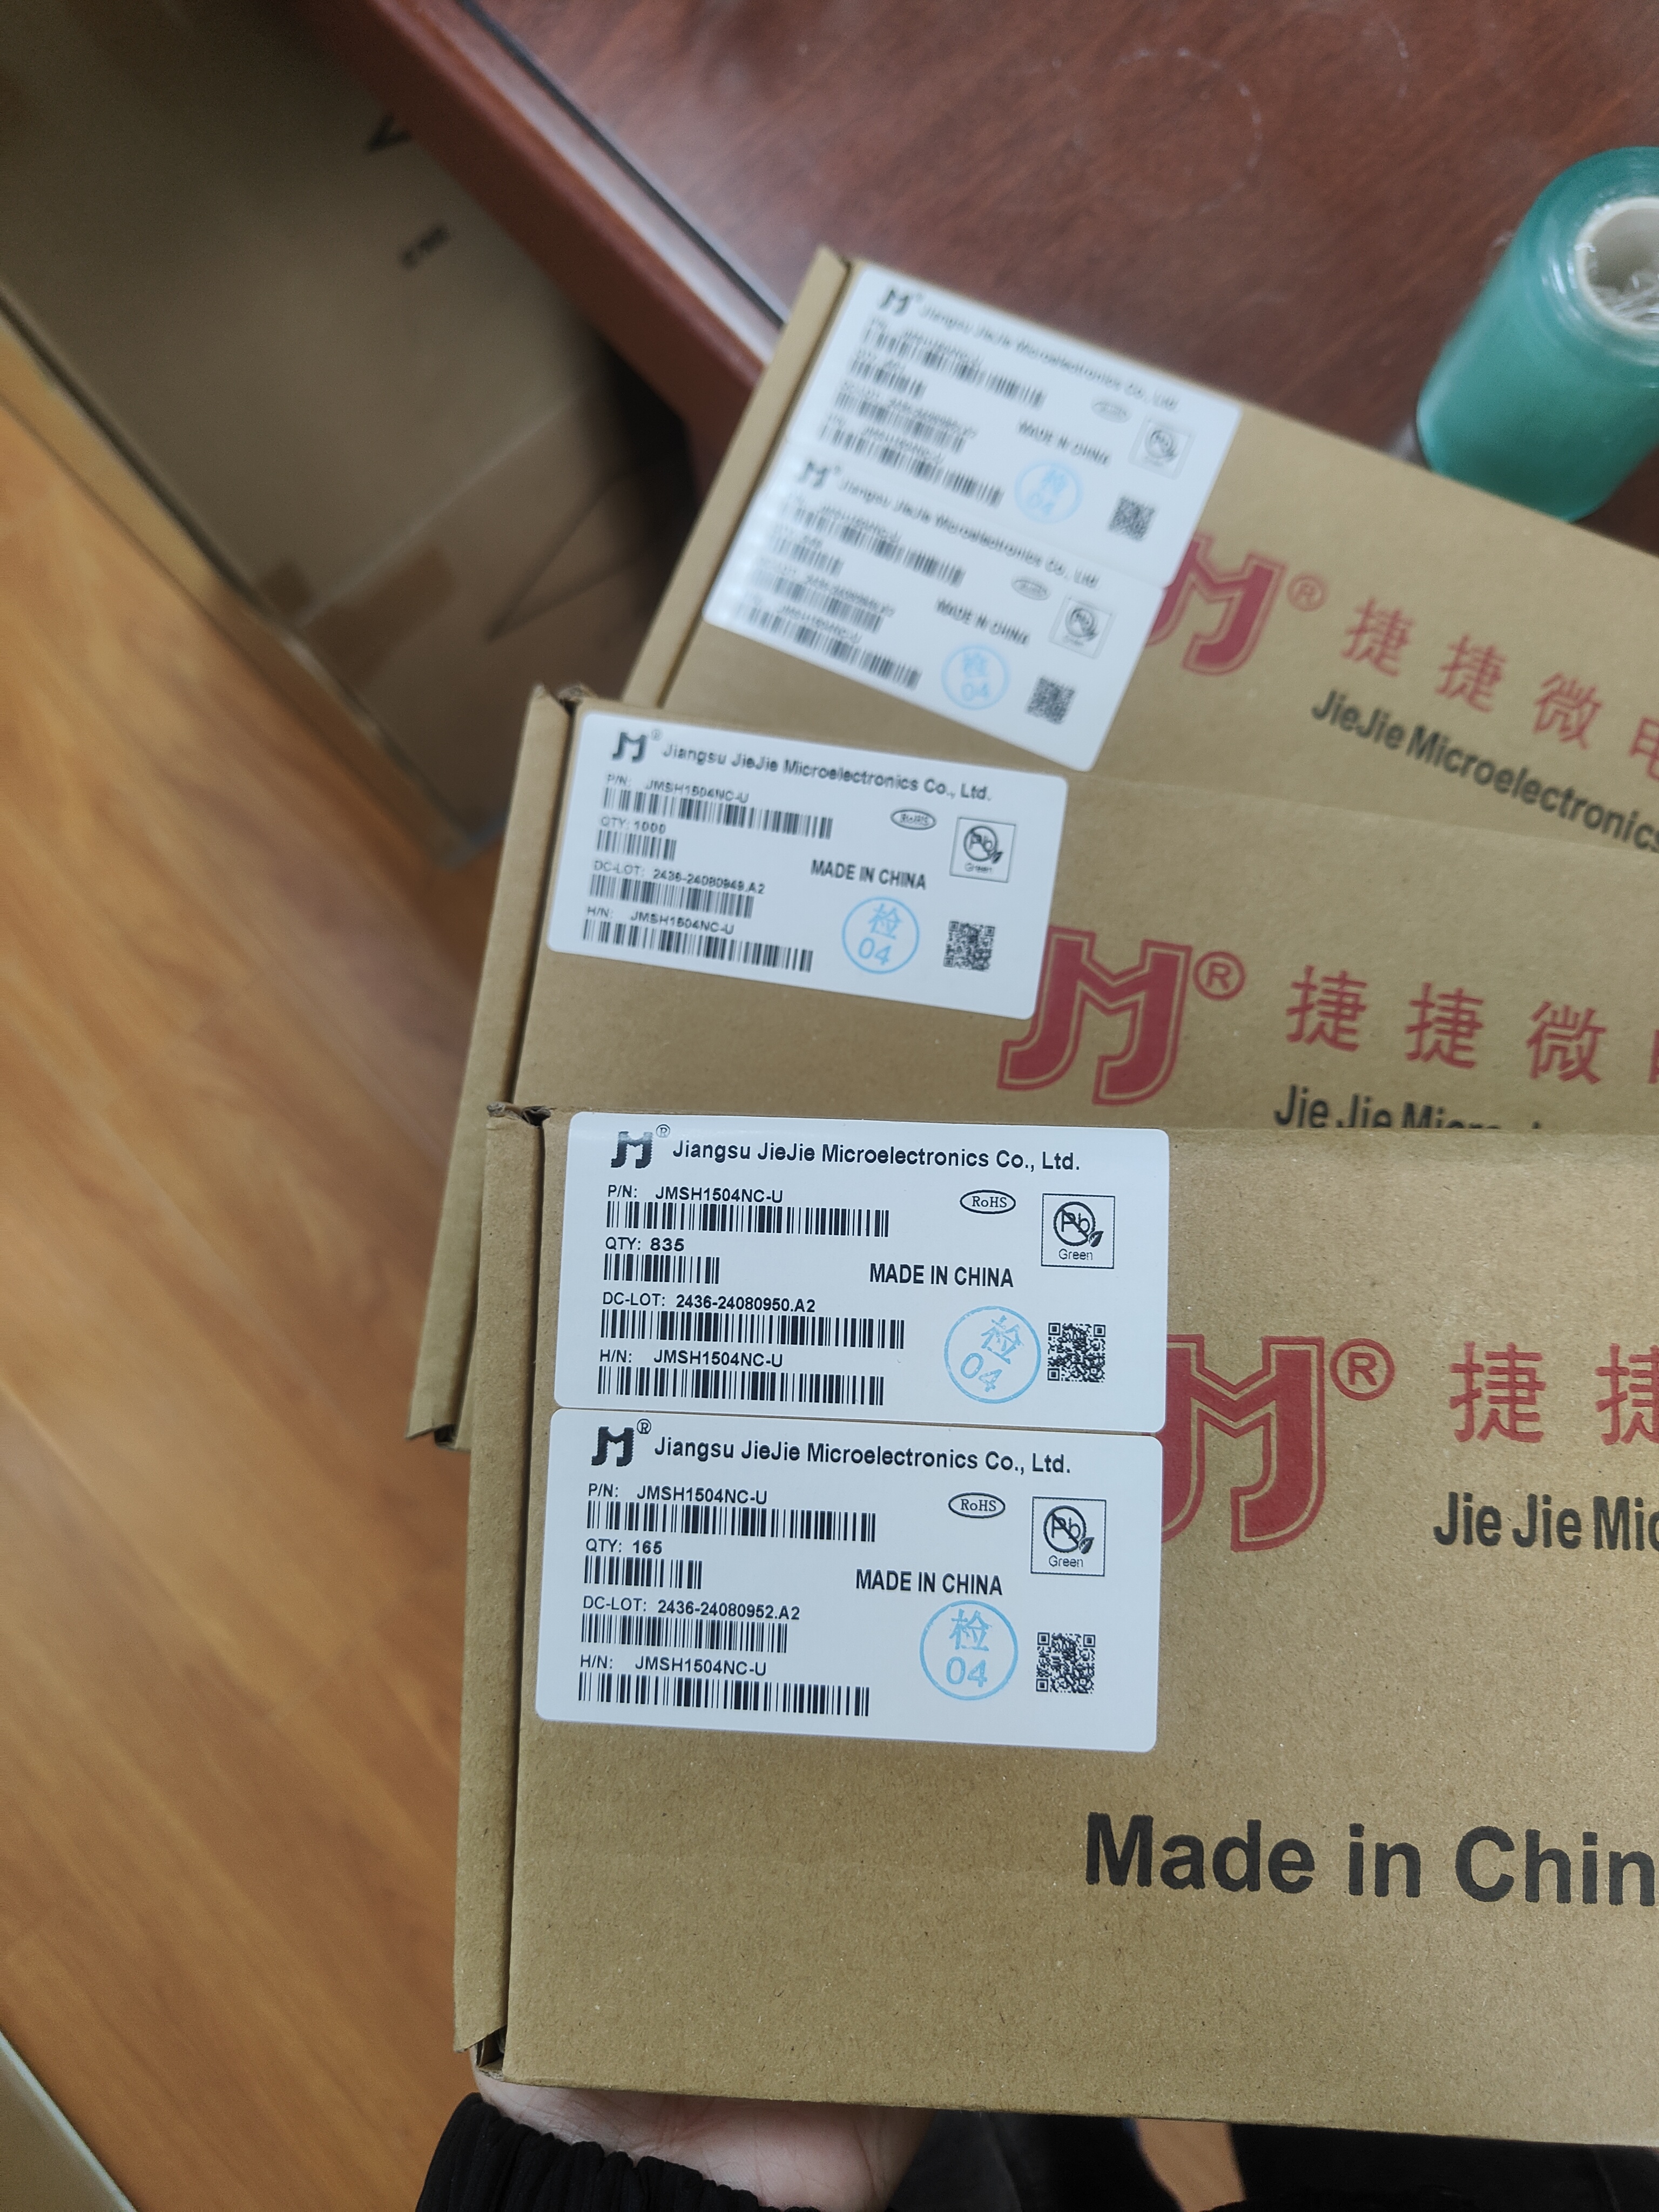 Jiangsu JieJie Microelectronics Co., Ltd.
MADE IN CHINA
检
04
Jiangsu JieJie Microelectronics Co., Ltd.
MADE IN CHINA
检
04
® 捷捷微
JieJie Microelectronics
® Jiangsu JieJie Microelectronics Co., Ltd.
P/N: JMSH1504NC-U
RoHS
QTY: 1000
Pb
Green
DC-LOT: 2436-24080949.A2
MADE IN CHINA
H/N: JMSH1504NC-U
检
04
® 捷捷微
Jie Jie
® Jiangsu JieJie Microelectronics Co., Ltd.
P/N: JMSH1504NC-U
RoHS
Pb
Green
QTY: 835
MADE IN CHINA
DC-LOT: 2436-24080950.A2
H/N: JMSH1504NC-U
检
04
® Jiangsu JieJie Microelectronics Co., Ltd.
P/N: JMSH1504NC-U
RoHS
Pb
Green
QTY: 165
MADE IN CHINA
DC-LOT: 2436-24080952.A2
H/N: JMSH1504NC-U
检
04
® 捷
Jie Jie Mic
Made in Chin